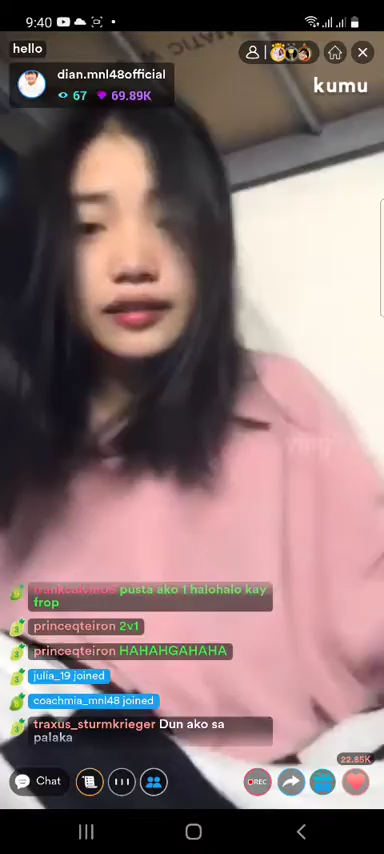 9:40
hello
dian.mnl48official
67 69.89K
kumu
pusta ako 1 halohalo kay
frop
princeqteiron 2v1
princeqteiron HAHAHGAHAHA
julia_19 joined
coachmia_mnl48 joined
traxus_sturmkrieger Dun ako sa
palaka
22.85K
Chat
REC